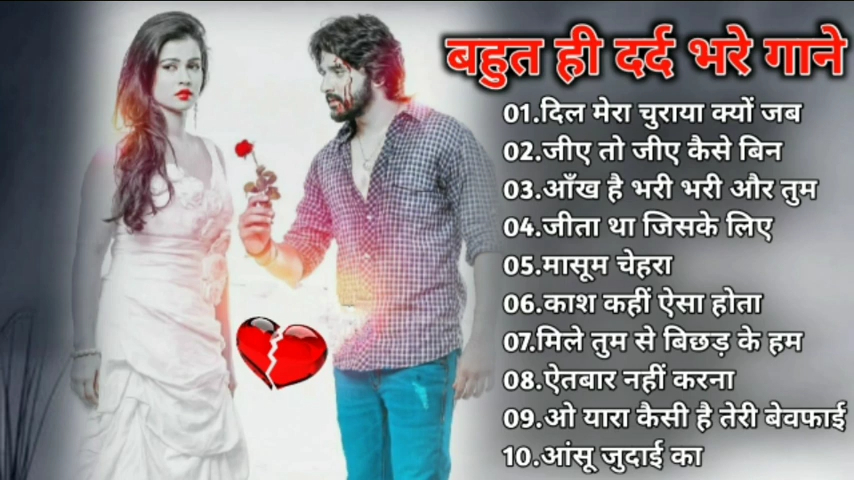 बहुत ही दर्द भरे गाने
01.दिल मेरा चुराया क्यों जब
02.जीए तो जीए कैसे बिन
03.आँख है भरी भरी और तुम
04.जीता था जिसके लिए
05.मासूम चेहरा
06.काश कहीं ऐसा होता
07.मिले तुम से बिछड़ के हम
08.ऐतबार नहीं करना
09.ओ यारा कैसी है तेरी बेवफाई
10.आंसू जुदाई का